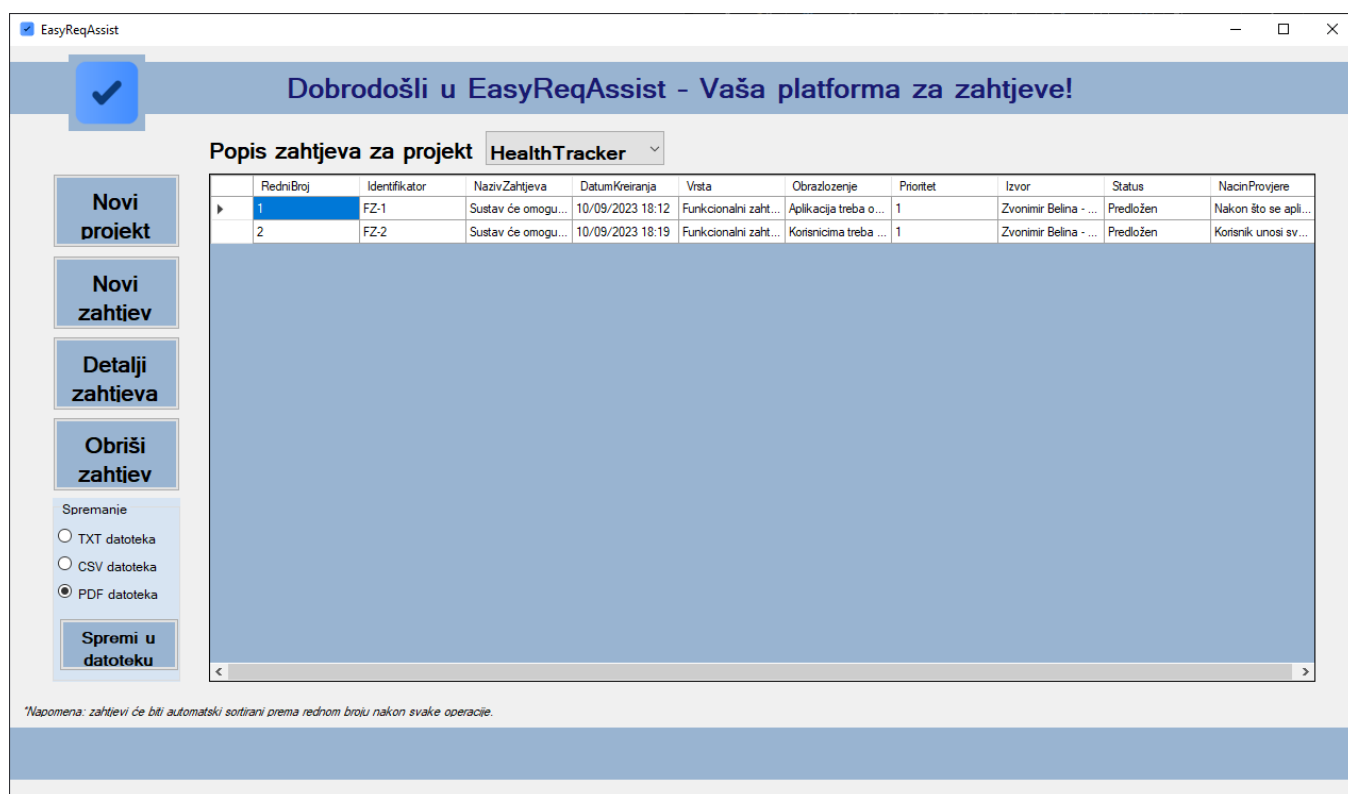 EasyReqAssist
Dobrodošli u EasyReqAssist - Vaša platforma za zahtjeve!
Popis zahtjeva za projekt HealthTracker
Novi
projekt
Novi
zahtjev
Detalji
zahtjeva
Obriši
zahtjev
Spremanje
TXT datoteka
CSV datoteka
PDF datoteka
Spremi u
datoteku
RedniBroj Identifikator NazivZahtjeva DatumKreiranja Vrsta Obrazlozenje Prioritet Izvor Status NacinProvjere
1 FZ-1 Sustav će omogu... 10/09/2023 18:12 Funkcionalni zaht... Aplikacija treba o... 1 Zvonimir Belina - ... Predložen Nakon što se apli...
2 FZ-2 Sustav će omogu... 10/09/2023 18:19 Funkcionalni zaht... Korisnicima treba ... 1 Zvonimir Belina - ... Predložen Korisnik unosi sv...
*Napomena: zahtjevi će biti automatski sortirani prema rednom broju nakon svake operacije.